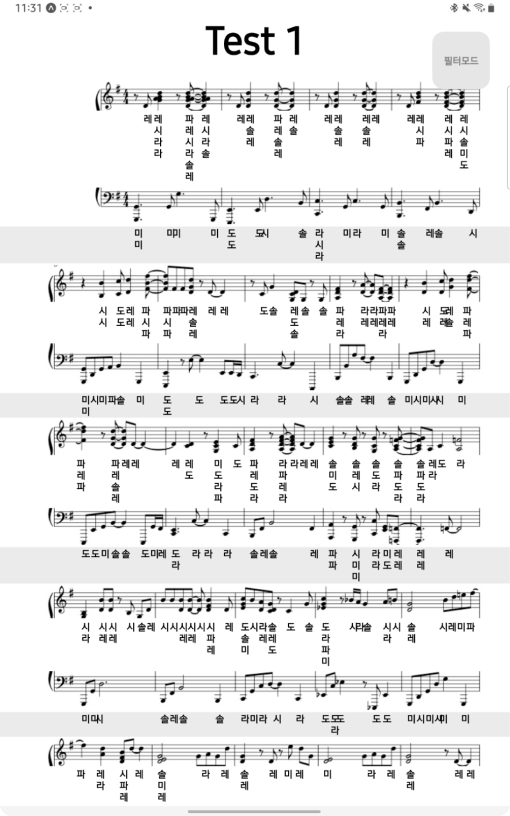 11:31
Test 1
필터모드
레 레 파 레 레레 레 레 레 레 레레 레레 레 레
시 시 시 솔 솔 솔 솔 시 시 시
라 라 라 솔 레 레 파 솔
라 라 솔 레 레 레 미
솔 도
레
미 미미 미 도 도시 솔 라 미라 미 솔 레솔 시
미 도 시 솔
라
시 도레 파 파파파레 레 레 도솔 레솔 솔 파 라라파파 시 도레 파
시 도 레 시 시 솔 도 솔 레레레레 레 레솔 레
파 파 레 솔 레 라 라 파
미시미파솔 미 도 도 도도시 라 라 시 솔솔 레레 솔 미시미시시 미
미 도
파 파레레 레 레 미 도 파 라라레레 솔 솔 솔 솔 솔레도 라
레 레 도 도 레 파 미 레 도 파 파 라
파 솔 도 라 라 도 시 라 도 도
레 파 라 라 라
도도미솔솔 도미레 도 라 라 라 솔레솔 레 파 시 라미레 레 레
라 파 미 라도레 레
미
시 시시시 시솔레 시시시시시시 레 도시라솔 도 솔 도 시라솔 시시 솔 시레미파
라 레레 레레 파 솔 레레 라 라 레
레 미 도 파
미
미미시 솔레솔 솔 라미라 시 라 도도도 도도 미시미시미 미
라
파 레 시레 솔 라 레 솔 레미레 미 라 레 솔 레레
라 파 레 레 레
레 미